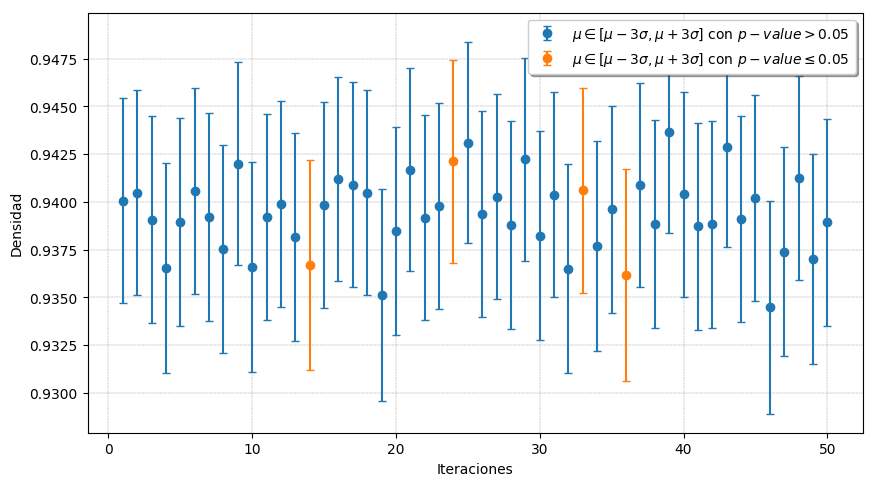 μ ∈ [μ − 3σ, μ + 3σ] con p − value > 0.05
μ ∈ [μ − 3σ, μ + 3σ] con p − value ≤ 0.05
0.9475
0.9450
0.9425
0.9400
0.9375
0.9350
0.9325
0.9300
Densidad
0 10 20 30 40 50
Iteraciones